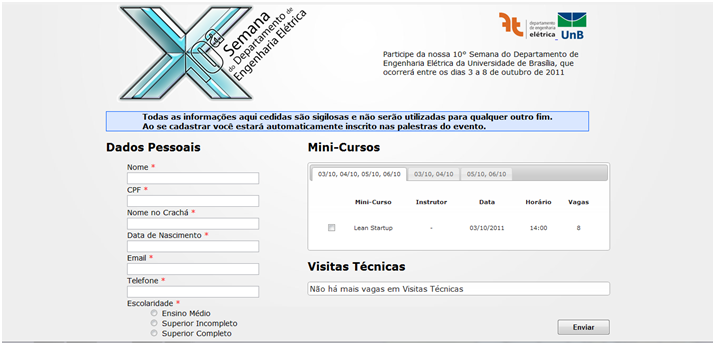 10ª Semana
do Departamento de
Engenharia Elétrica
departamento
de engenharia
elétrica
UnB
Participe da nossa 10° Semana do Departamento de
Engenharia Elétrica da Universidade de Brasília, que
ocorrerá entre os dias 3 a 8 de outubro de 2011
Todas as informações aqui cedidas são sigilosas e não serão utilizadas para qualquer outro fim.
Ao se cadastrar você estará automaticamente inscrito nas palestras do evento.
Dados Pessoais
Nome *
CPF *
Nome no Crachá *
Data de Nascimento *
Email *
Telefone *
Escolaridade *
Ensino Médio
Superior Incompleto
Superior Completo
Mini-Cursos
03/10, 04/10, 05/10, 06/10 03/10, 04/10 05/10, 06/10
Mini-Curso Instrutor Data Horário Vagas
Lean Startup - 03/10/2011 14:00 8
Visitas Técnicas
Não há mais vagas em Visitas Técnicas
Enviar